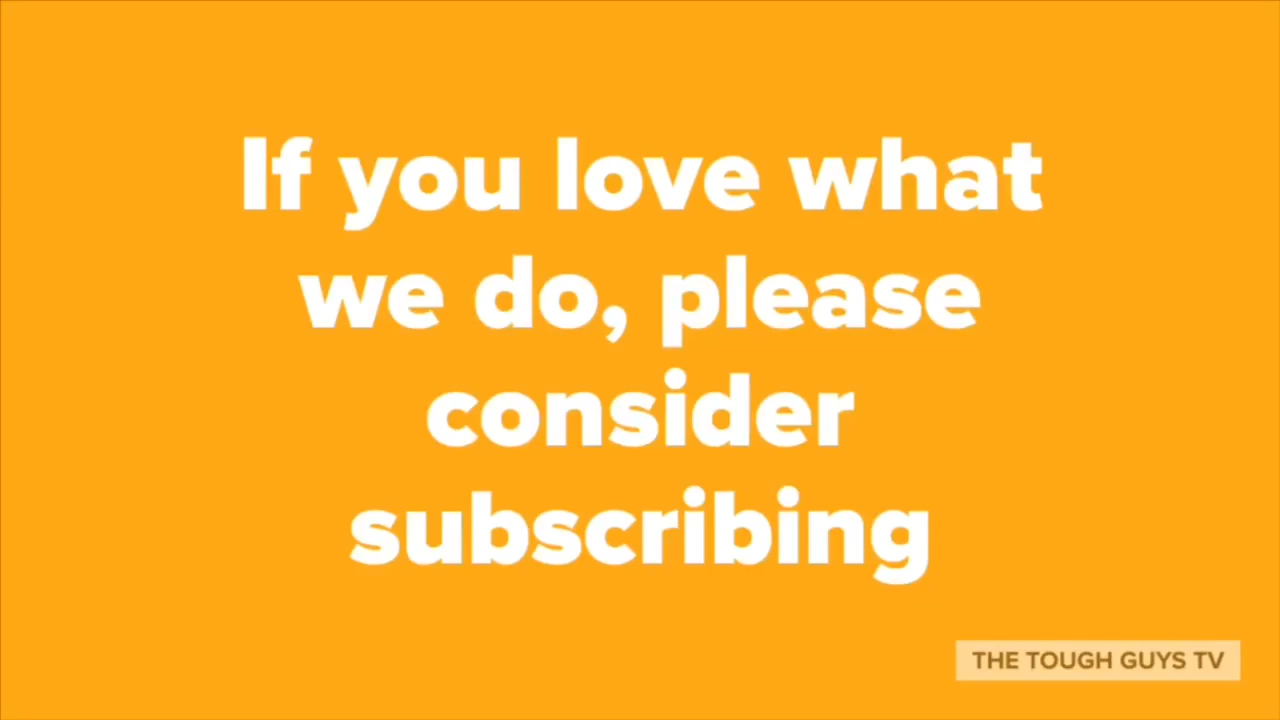 If you love what
we do, please
consider
subscribing
THE TOUGH GUYS TV